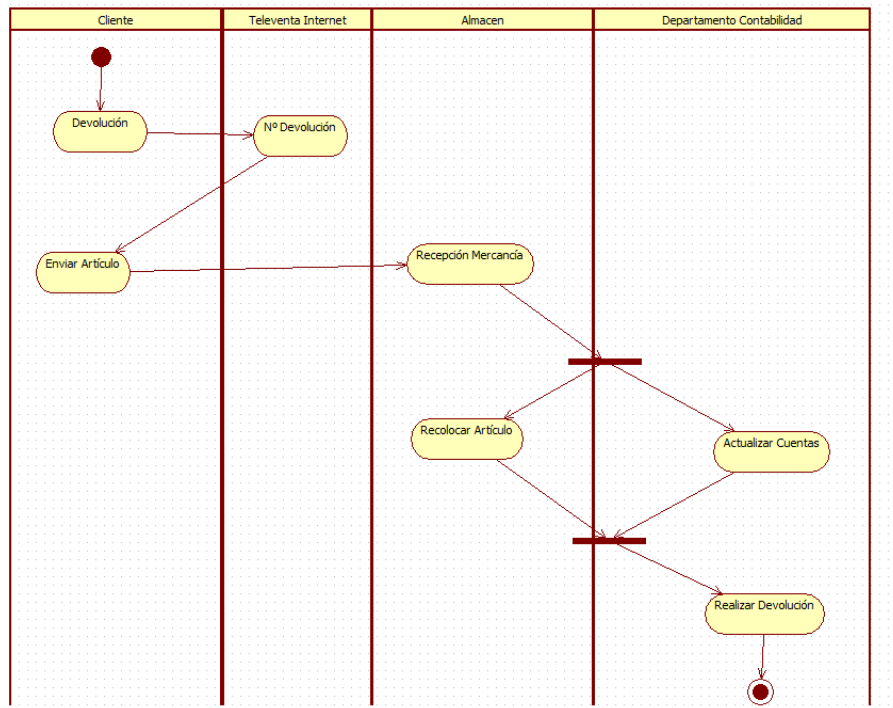 Cliente
Televenta Internet
Almacen
Departamento Contabilidad
Devolución
Nº Devolución
Enviar Artículo
Recepción Mercancía
Recolocar Artículo
Actualizar Cuentas
Realizar Devolución